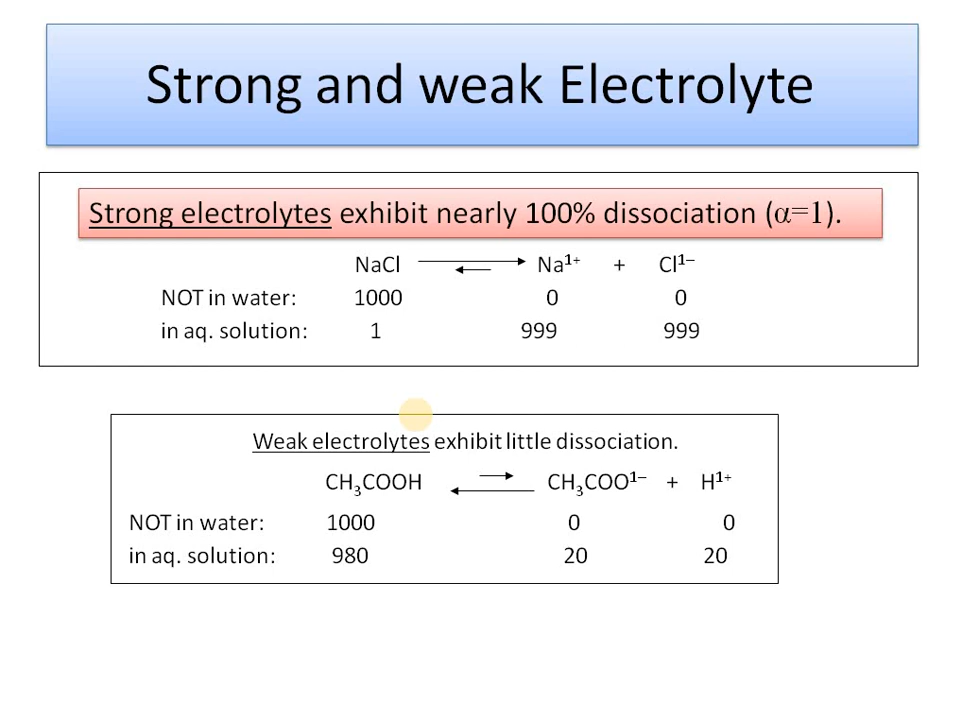 Strong and weak Electrolyte
Strong electrolytes exhibit nearly 100% dissociation (α=1).
NaCl Na¹⁺ + Cl¹⁻
NOT in water: 1000 0 0
in aq. solution: 1 999 999
Weak electrolytes exhibit little dissociation.
CH₃COOH CH₃COO¹⁻ + H¹⁺
NOT in water: 1000 0 0
in aq. solution: 980 20 20